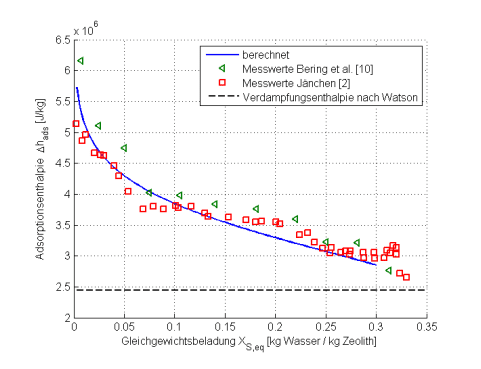 x 10^6
6.5
6
5.5
5
4.5
4
3.5
3
2.5
2
0
0.05
0.1
0.15
0.2
0.25
0.3
0.35
Adsorptionsenthalpie Δh_ads [J/kg]
Gleichgewichtsbeladung X_S,eq [kg Wasser / kg Zeolith]
berechnet
Messwerte Bering et al. [10]
Messwerte Jänchen [2]
Verdampfungsenthalpie nach Watson